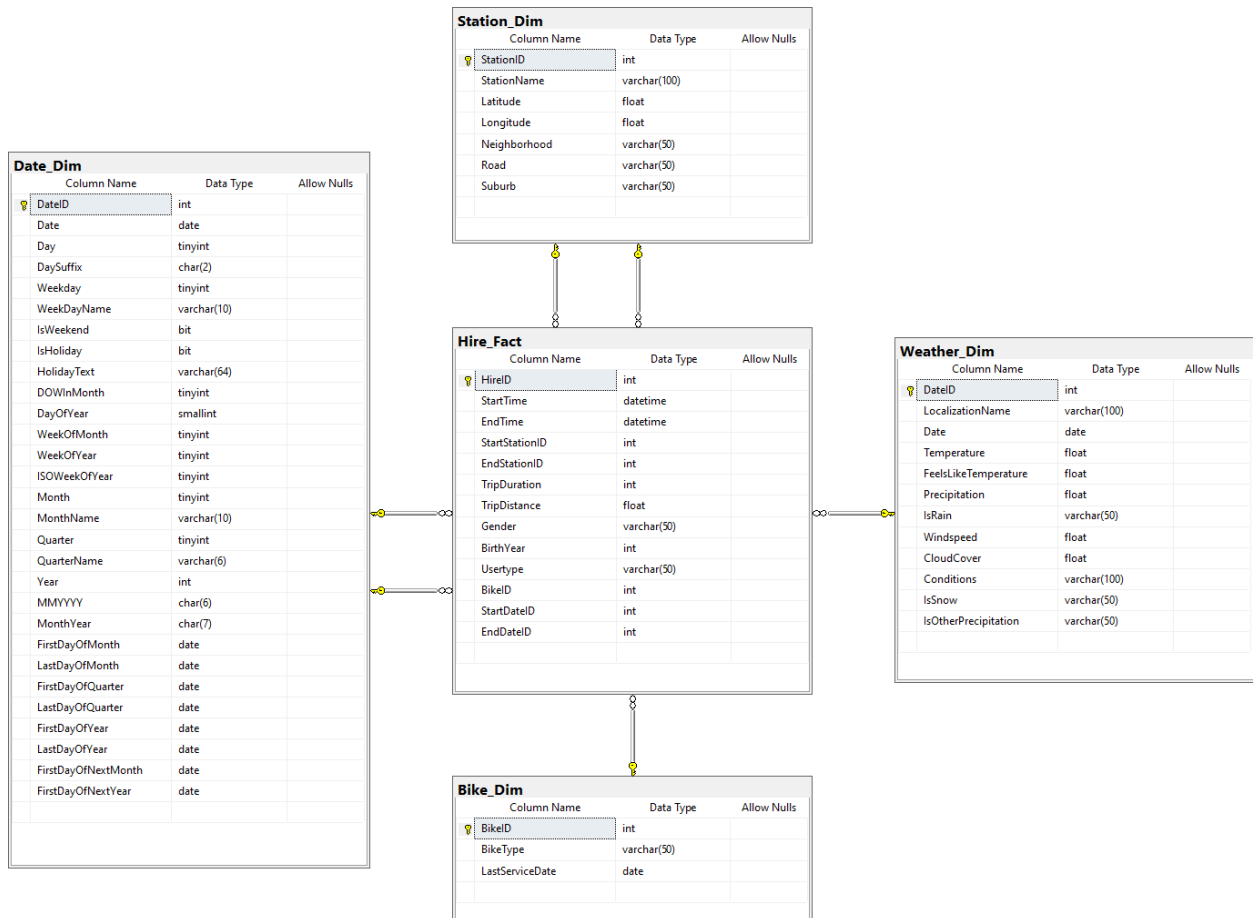 Station_Dim
Column Name Data Type Allow Nulls
StationID int
StationName varchar(100)
Latitude float
Longitude float
Neighborhood varchar(50)
Road varchar(50)
Suburb varchar(50)
Date_Dim
Column Name Data Type Allow Nulls
DateID int
Date date
Day tinyint
DaySuffix char(2)
Weekday tinyint
WeekDayName varchar(10)
IsWeekend bit
IsHoliday bit
HolidayText varchar(64)
DOWInMonth tinyint
DayOfYear smallint
WeekOfMonth tinyint
WeekOfYear tinyint
ISOWeekOfYear tinyint
Month tinyint
MonthName varchar(10)
Quarter tinyint
QuarterName varchar(6)
Year int
MMYYYY char(6)
MonthYear char(7)
FirstDayOfMonth date
LastDayOfMonth date
FirstDayOfQuarter date
LastDayOfQuarter date
FirstDayOfYear date
LastDayOfYear date
FirstDayOfNextMonth date
FirstDayOfNextYear date
Hire_Fact
Column Name Data Type Allow Nulls
HireID int
StartTime datetime
EndTime datetime
StartStationID int
EndStationID int
TripDuration int
TripDistance float
Gender varchar(50)
BirthYear int
Usertype varchar(50)
BikeID int
StartDateID int
EndDateID int
Weather_Dim
Column Name Data Type Allow Nulls
DateID int
LocalizationName varchar(100)
Date date
Temperature float
FeelsLikeTemperature float
Precipitation float
IsRain varchar(50)
Windspeed float
CloudCover float
Conditions varchar(100)
IsSnow varchar(50)
IsOtherPrecipitation varchar(50)
Bike_Dim
Column Name Data Type Allow Nulls
BikeID int
BikeType varchar(50)
LastServiceDate date